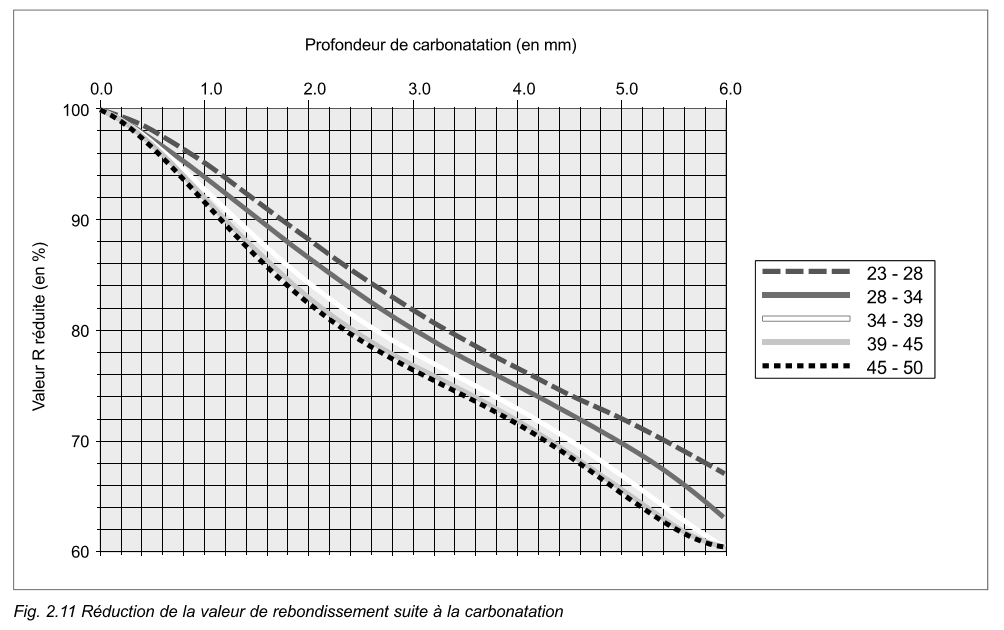 Profondeur de carbonatation (en mm)
0.0 1.0 2.0 3.0 4.0 5.0 6.0
100
90
80
70
60
Valeur R réduite (en %)
23 - 28
28 - 34
34 - 39
39 - 45
45 - 50
Fig. 2.11 Réduction de la valeur de rebondissement suite à la carbonatation